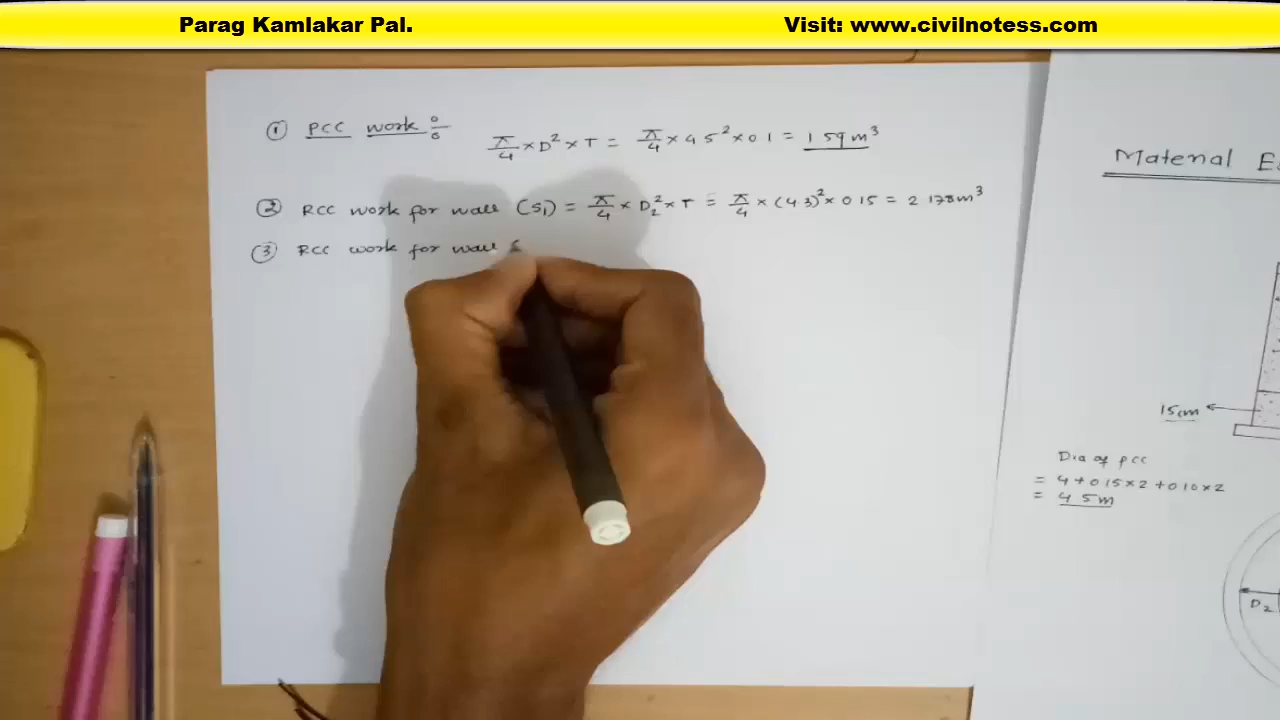 Parag Kamlakar Pal. Visit: www.civilnotess.com
① PCC work :- π/4 × D² × T = π/4 × 4.5² × 0.1 = 1.59 m³
② RCC work for wall (S₁) = π/4 × D₂² × T = π/4 × (4.3)² × 0.15 = 2.178 m³
③ RCC work for wall (
Material
15cm
Dia of PCC
= 4 + 0.15 × 2 + 0.10 × 2
= 4.5m
D₂